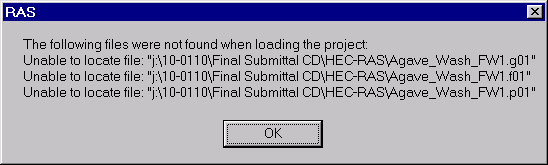 RAS
The following files were not found when loading the project:
Unable to locate file: "j:\10-0110\Final Submittal CD\HEC-RAS\Agave_Wash_FW1.g01"
Unable to locate file: "j:\10-0110\Final Submittal CD\HEC-RAS\Agave_Wash_FW1.f01"
Unable to locate file: "j:\10-0110\Final Submittal CD\HEC-RAS\Agave_Wash_FW1.p01"
OK